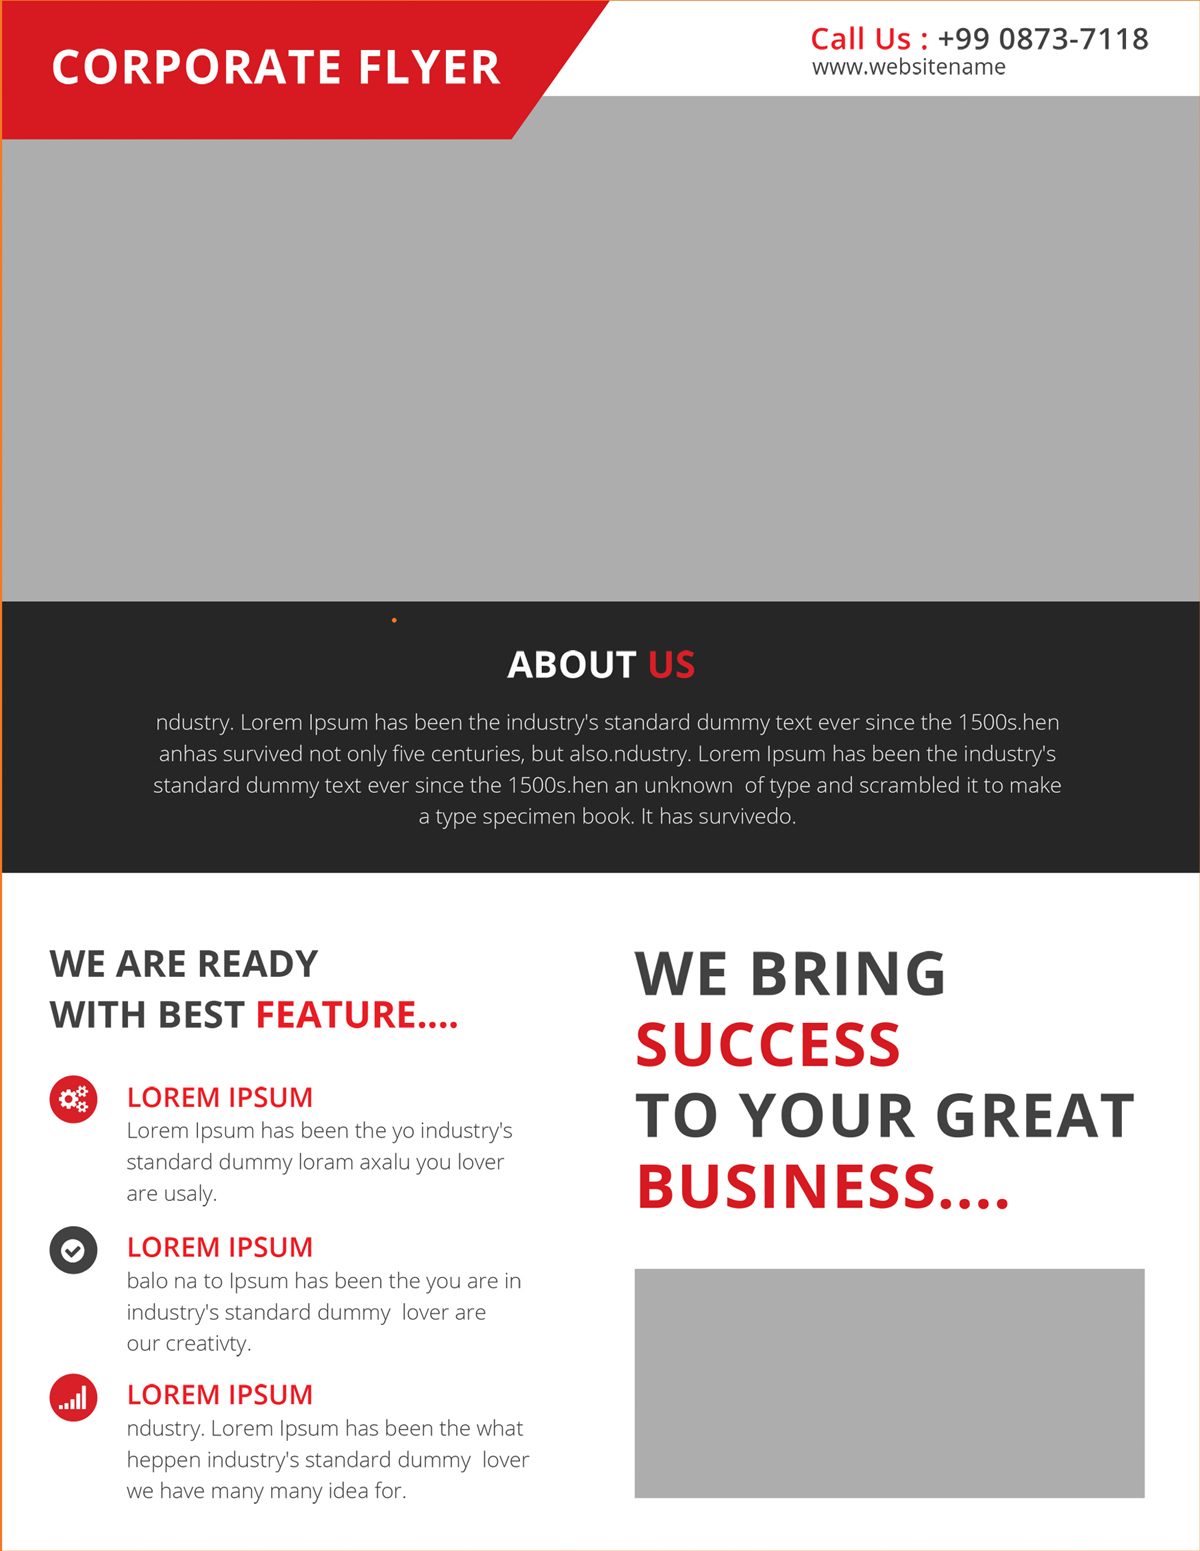 CORPORATE FLYER
Call Us : +99 0873-7118
www.websitename
ABOUT US
ndustry. Lorem Ipsum has been the industry's standard dummy text ever since the 1500s.hen
anhas survived not only five centuries, but also.ndustry. Lorem Ipsum has been the industry's
standard dummy text ever since the 1500s.hen an unknown  of type and scrambled it to make
a type specimen book. It has survivedo.
WE ARE READY
WITH BEST FEATURE....
LOREM IPSUM
Lorem Ipsum has been the yo industry's
standard dummy loram axalu you lover
are usaly.
LOREM IPSUM
balo na to Ipsum has been the you are in
industry's standard dummy  lover are
our creativty.
LOREM IPSUM
ndustry. Lorem Ipsum has been the what
heppen industry's standard dummy  lover
we have many many idea for.
WE BRING
SUCCESS
TO YOUR GREAT
BUSINESS....